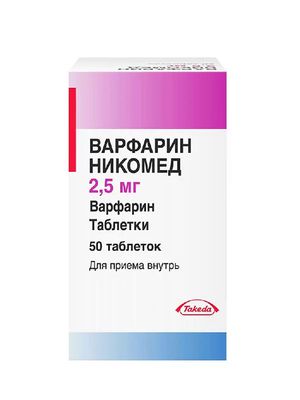 ВАРФАРИН
НИКОМЕД
2,5 мг
Варфарин
Таблетки
50 таблеток
Для приема внутрь
Takeda